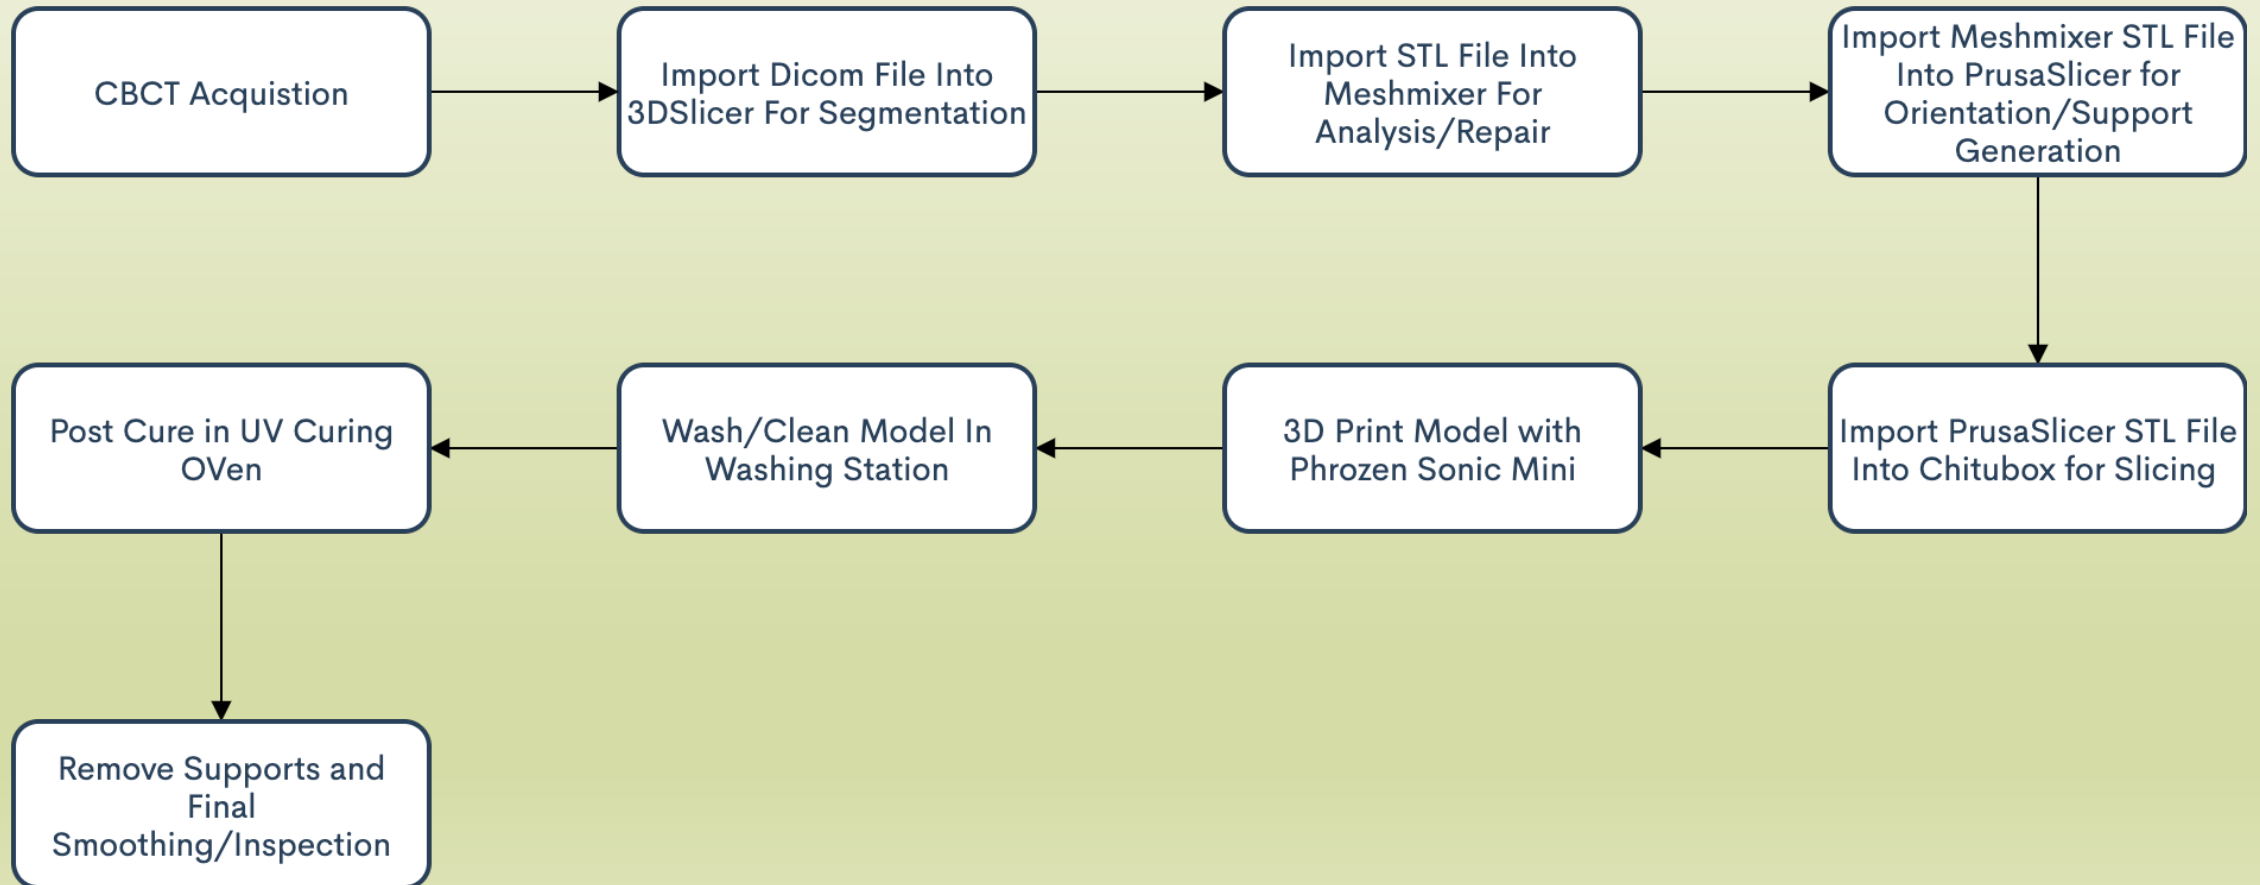 CBCT Acquistion
Import Dicom File Into
3DSlicer For Segmentation
Import STL File Into
Meshmixer For
Analysis/Repair
Import Meshmixer STL File
Into PrusaSlicer for
Orientation/Support
Generation
Import PrusaSlicer STL File
Into Chitubox for Slicing
3D Print Model with
Phrozen Sonic Mini
Wash/Clean Model In
Washing Station
Post Cure in UV Curing
OVen
Remove Supports and
Final
Smoothing/Inspection